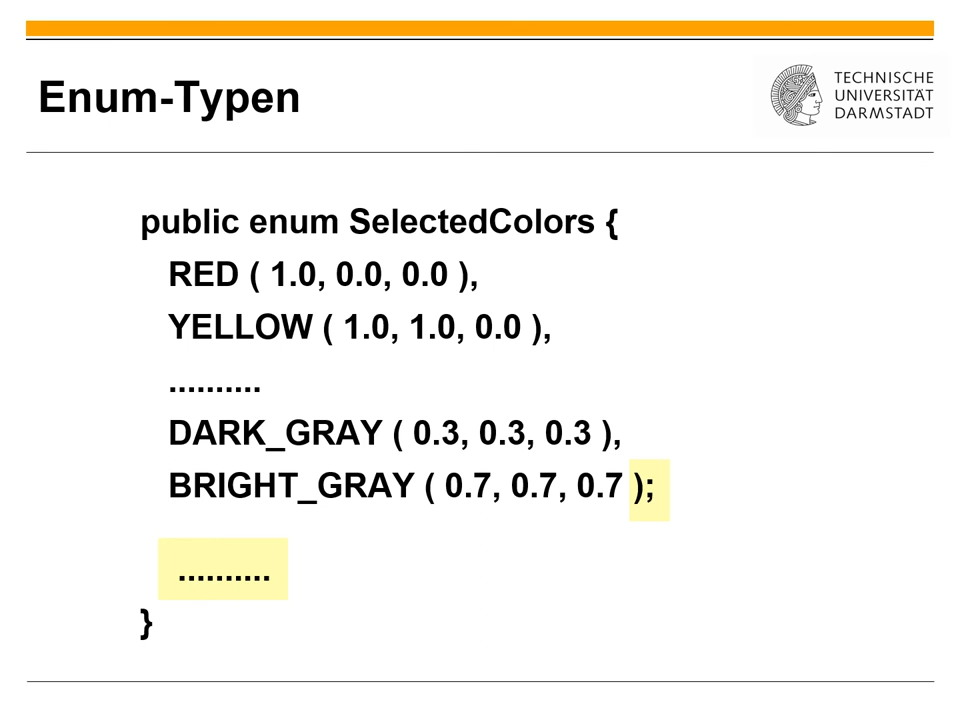 Enum-Typen
TECHNISCHE
UNIVERSITÄT
DARMSTADT
public enum SelectedColors {
RED ( 1.0, 0.0, 0.0 ),
YELLOW ( 1.0, 1.0, 0.0 ),
..........
DARK_GRAY ( 0.3, 0.3, 0.3 ),
BRIGHT_GRAY ( 0.7, 0.7, 0.7 );
..........
}